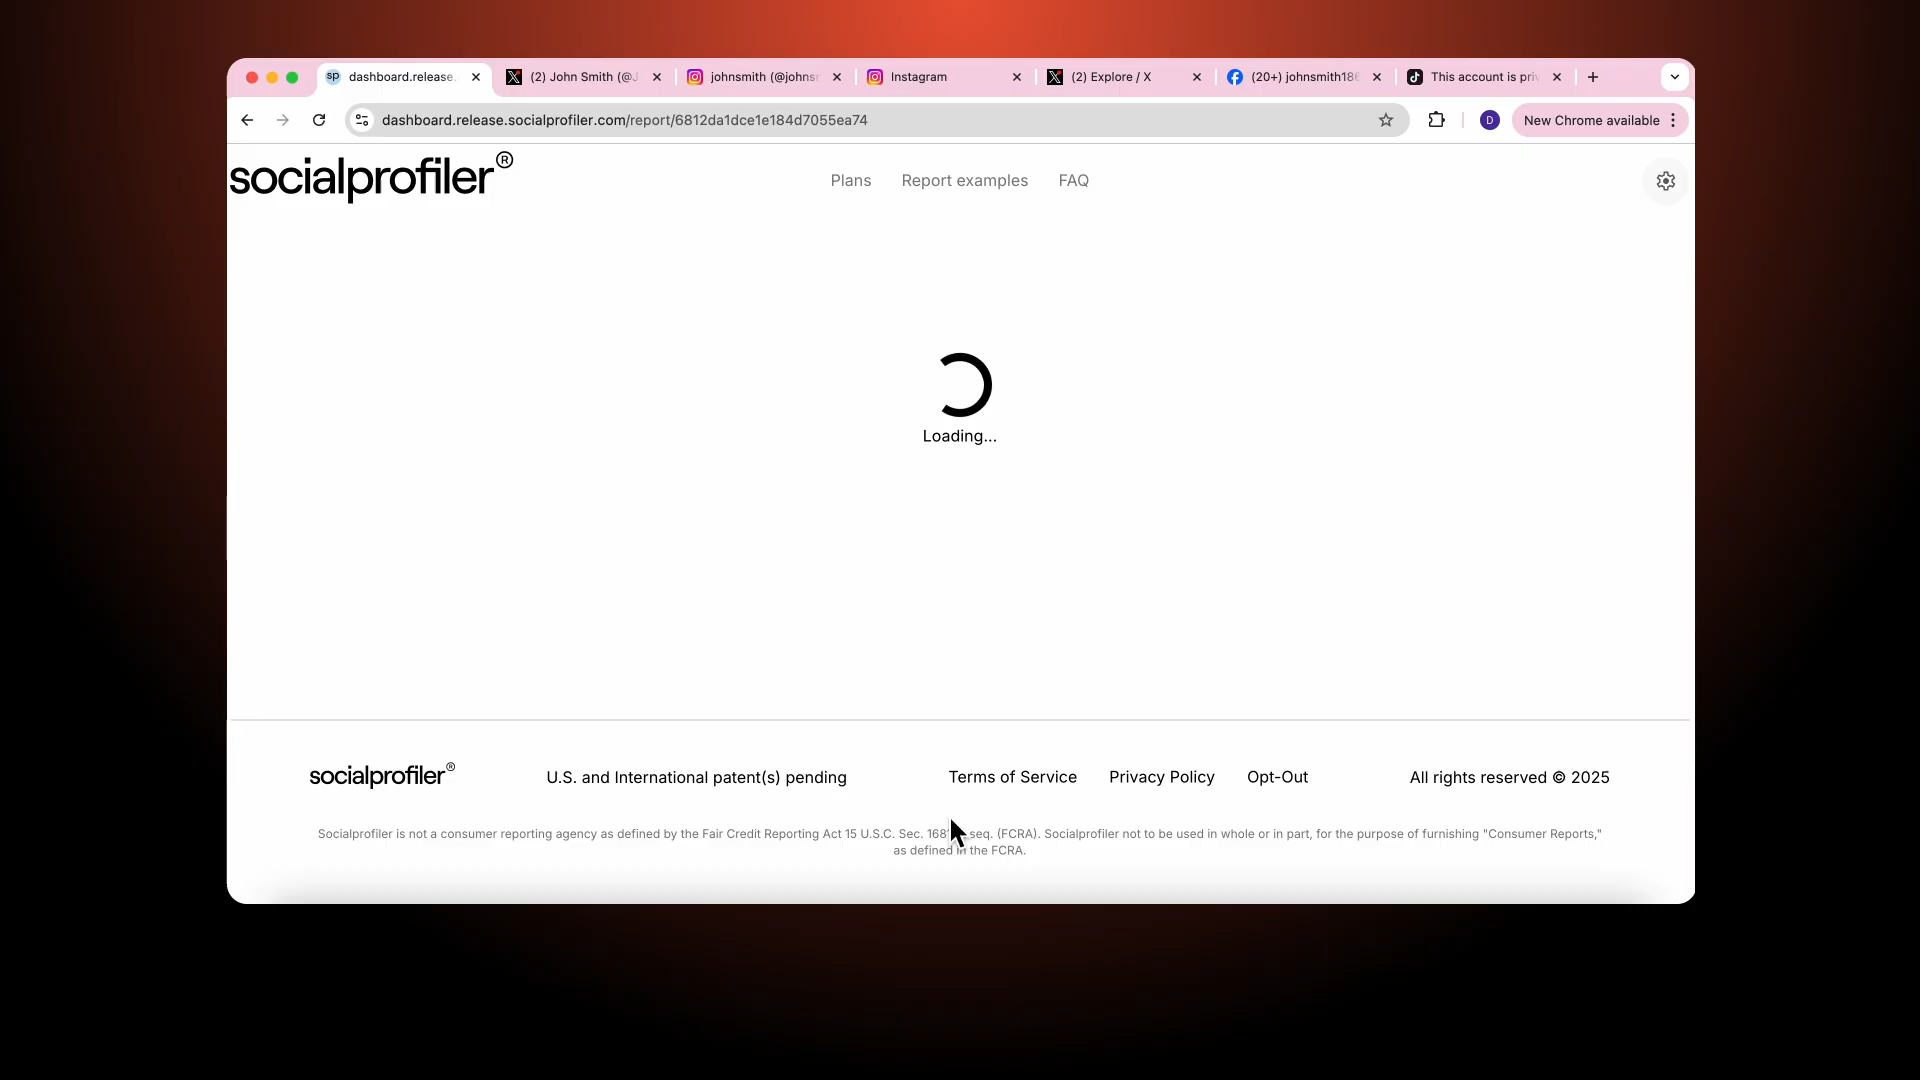 sp dashboard.release.
(2) John Smith (@J
johnsmith (@johns
Instagram
(2) Explore / X
(20+) johnsmith186
This account is priv
dashboard.release.socialprofiler.com/report/6812da1dce1e184d7055ea74
D
New Chrome available
socialprofiler®
Plans
Report examples
FAQ
Loading...
socialprofiler®
U.S. and International patent(s) pending
Terms of Service
Privacy Policy
Opt-Out
All rights reserved © 2025
Socialprofiler is not a consumer reporting agency as defined by the Fair Credit Reporting Act 15 U.S.C. Sec. seq. (FCRA). Socialprofiler not to be used in whole or in part, for the purpose of furnishing "Consumer Reports,"
as defined in the FCRA.